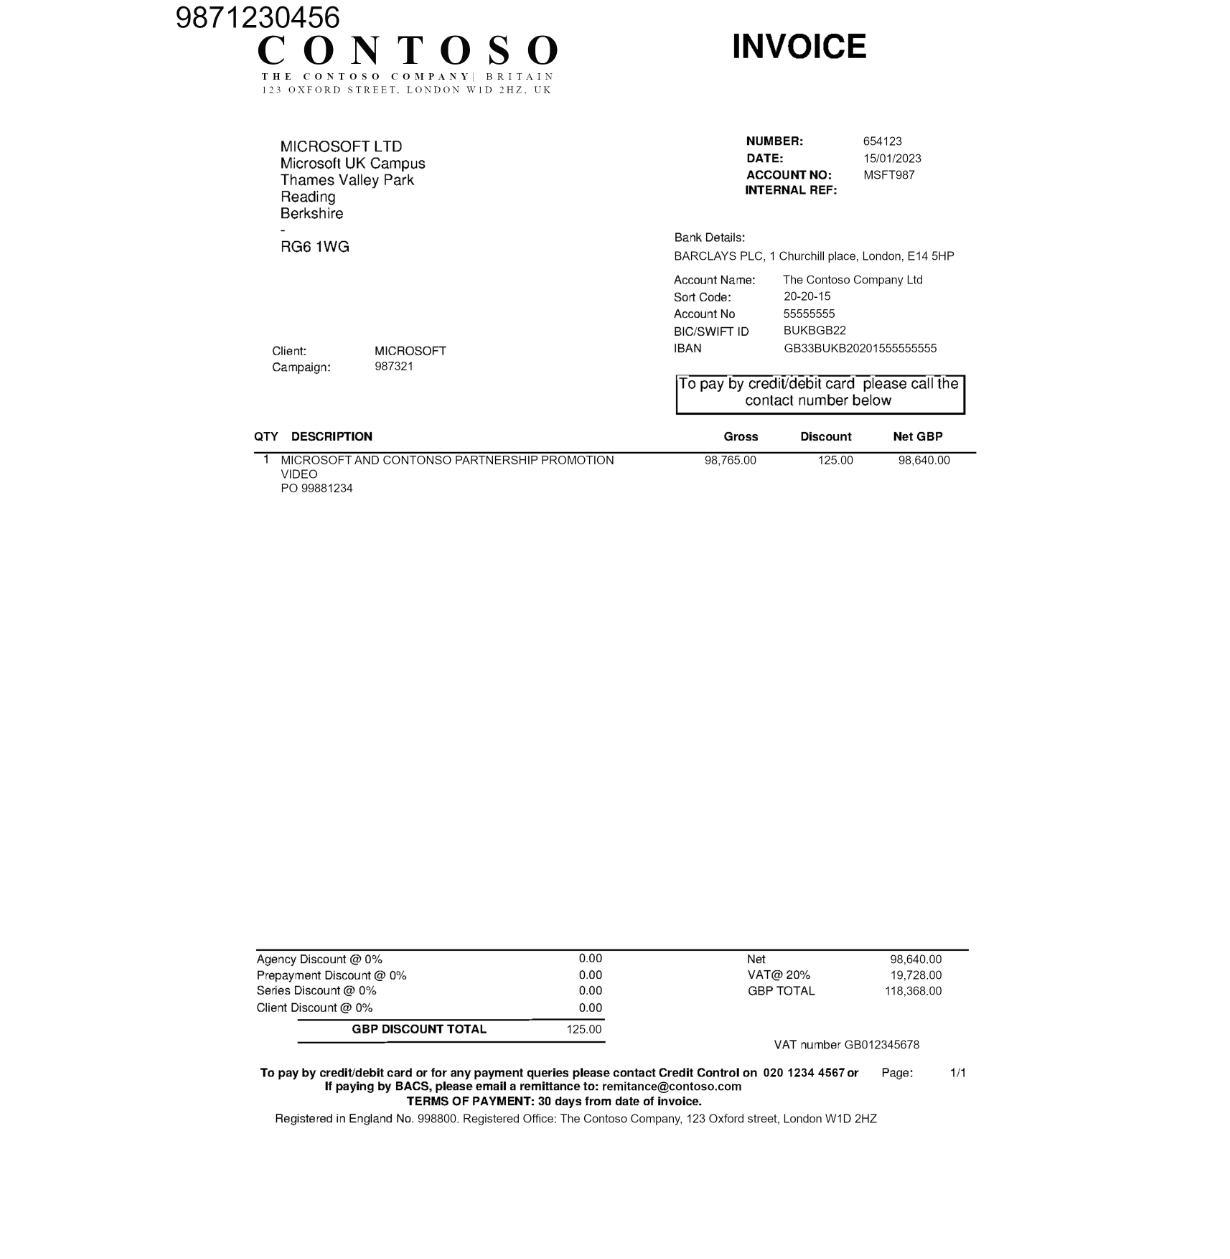 9871230456
CONTOSO
THE CONTOSO COMPANY| BRITAIN
123 OXFORD STREET, LONDON W1D 2HZ, UK
INVOICE
MICROSOFT LTD
Microsoft UK Campus
Thames Valley Park
Reading
Berkshire
-
RG6 1WG
NUMBER: 654123
DATE: 15/01/2023
ACCOUNT NO: MSFT987
INTERNAL REF:
Bank Details:
BARCLAYS PLC, 1 Churchill place, London, E14 5HP
Account Name: The Contoso Company Ltd
Sort Code: 20-20-15
Account No 55555555
BIC/SWIFT ID BUKBGB22
IBAN GB33BUKB20201555555555
Client: MICROSOFT
Campaign: 987321
To pay by credit/debit card please call the
contact number below
QTY DESCRIPTION Gross Discount Net GBP
1 MICROSOFT AND CONTONSO PARTNERSHIP PROMOTION 98,765.00 125.00 98,640.00
VIDEO
PO 99881234
Agency Discount @ 0% 0.00
Prepayment Discount @ 0% 0.00
Series Discount @ 0% 0.00
Client Discount @ 0% 0.00
GBP DISCOUNT TOTAL 125.00
Net 98,640.00
VAT@ 20% 19,728.00
GBP TOTAL 118,368.00
VAT number GB012345678
To pay by credit/debit card or for any payment queries please contact Credit Control on 020 1234 4567 or Page: 1/1
If paying by BACS, please email a remittance to: remitance@contoso.com
TERMS OF PAYMENT: 30 days from date of invoice.
Registered in England No. 998800. Registered Office: The Contoso Company, 123 Oxford street, London W1D 2HZ